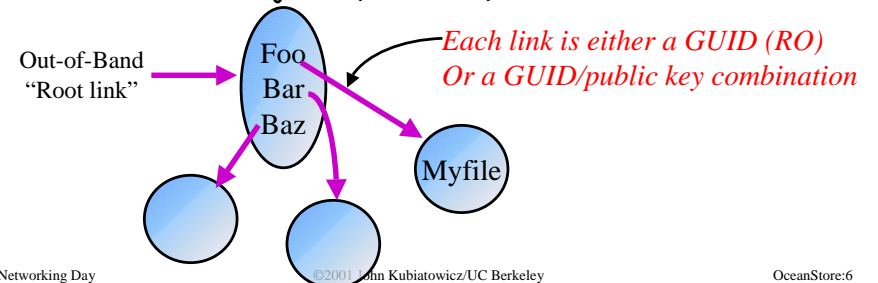 Each link is either a GUID (RO)
Or a GUID/public key combination
Out-of-Band
“Root link”
Foo
Bar
Baz
Myfile
Networking Day
©2001 John Kubiatowicz/UC Berkeley
OceanStore:6